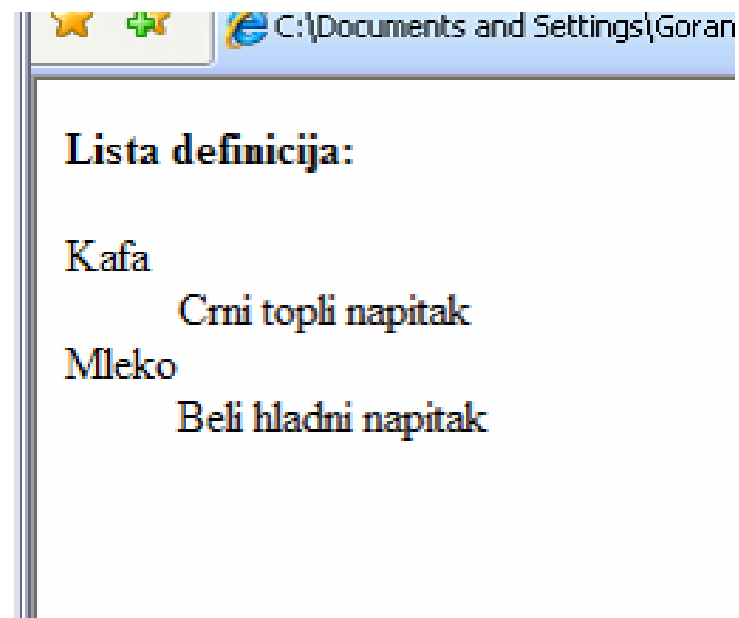 C:\Documents and Settings\Goran
Lista definicija:
Kafa
Crni topli napitak
Mleko
Beli hladni napitak